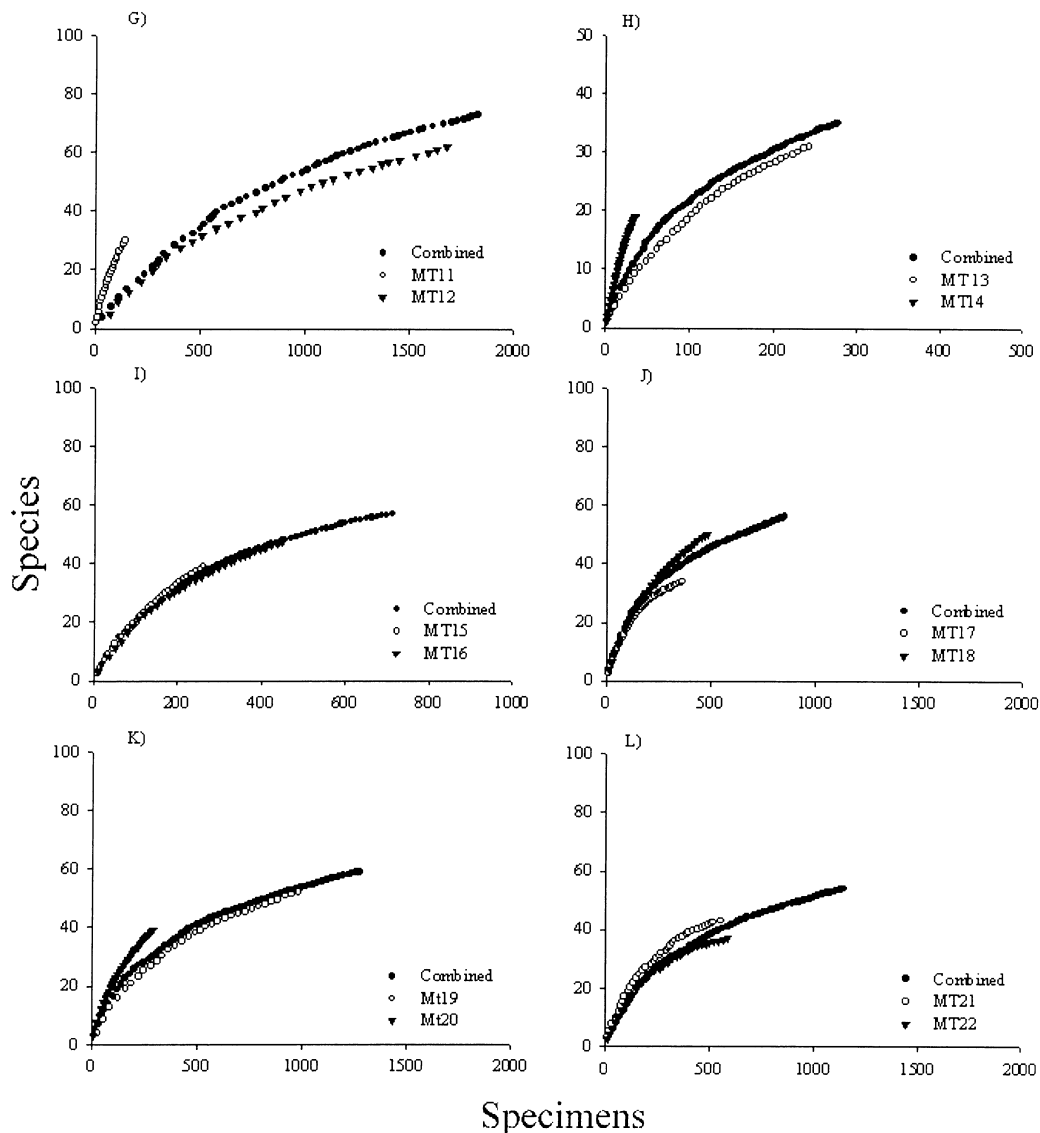 G)
100
80
60
40
20
0
0 500 1000 1500 2000
Combined
MT11
MT12
H)
50
40
30
20
10
0
0 100 200 300 400 500
Combined
MT13
MT14
I)
100
80
60
40
20
0
0 200 400 600 800 1000
Combined
MT15
MT16
J)
100
80
60
40
20
0
0 500 1000 1500 2000
Combined
MT17
MT18
Species
K)
100
80
60
40
20
0
0 500 1000 1500 2000
Combined
Mt19
Mt20
L)
100
80
60
40
20
0
0 500 1000 1500 2000
Combined
MT21
MT22
Specimens